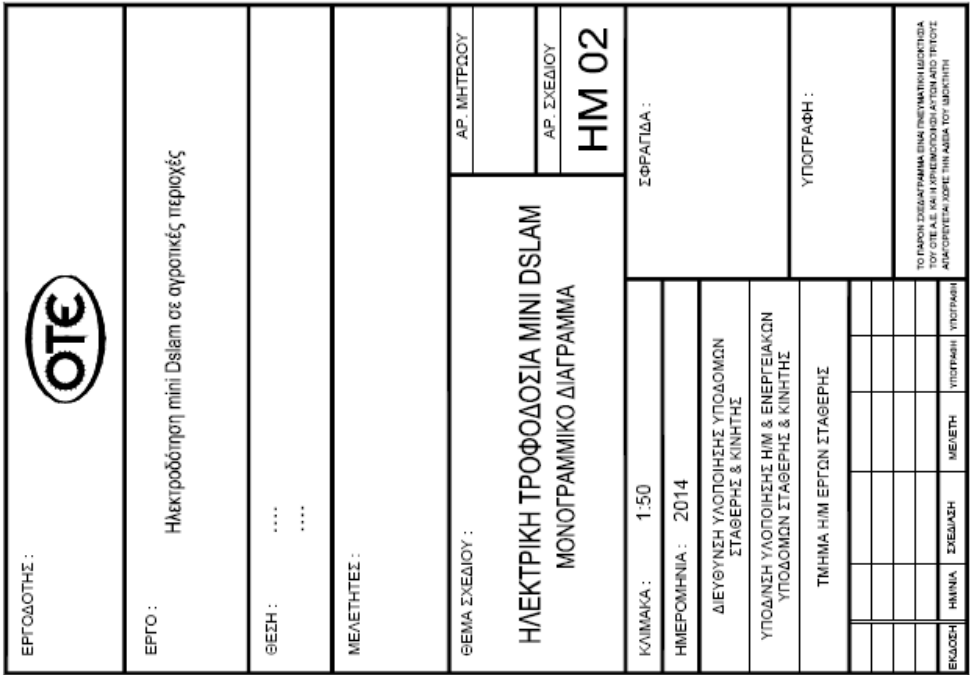 ΕΡΓΟΔΟΤΗΣ :
ΟΤΕ
ΕΡΓΟ :
Ηλεκτροδότηση mini Dslam σε αγροτικές περιοχές
ΘΕΣΗ : ....
....
ΜΕΛΕΤΗΤΕΣ :
ΘΕΜΑ ΣΧΕΔΙΟΥ :
ΗΛΕΚΤΡΙΚΗ ΤΡΟΦΟΔΟΣΙΑ MINI DSLAM
ΜΟΝΟΓΡΑΜΜΙΚΟ ΔΙΑΓΡΑΜΜΑ
ΑΡ. ΜΗΤΡΩΟΥ
ΑΡ. ΣΧΕΔΙΟΥ
ΗΜ 02
ΚΛΙΜΑΚΑ : 1:50
ΗΜΕΡΟΜΗΝΙΑ : 2014
ΔΙΕΥΘΥΝΣΗ ΥΛΟΠΟΙΗΣΗΣ ΥΠΟΔΟΜΩΝ
ΣΤΑΘΕΡΗΣ & ΚΙΝΗΤΗΣ
ΥΠΟΔ/ΝΣΗ ΥΛΟΠΟΙΗΣΗΣ Η/Μ & ΕΝΕΡΓΕΙΑΚΩΝ
ΥΠΟΔΟΜΩΝ ΣΤΑΘΕΡΗΣ & ΚΙΝΗΤΗΣ
ΤΜΗΜΑ Η/Μ ΕΡΓΩΝ ΣΤΑΘΕΡΗΣ
ΣΦΡΑΓΙΔΑ :
ΥΠΟΓΡΑΦΗ :
ΕΚΔΟΣΗ ΗΜ/ΝΙΑ ΣΧΕΔΙΑΣΗ ΜΕΛΕΤΗ ΥΠΟΓΡΑΦΗ ΥΠΟΓΡΑΦΗ
ΤΟ ΠΑΡΟΝ ΣΧΕΔΙΑΓΡΑΜΜΑ ΕΙΝΑΙ ΠΝΕΥΜΑΤΙΚΗ ΙΔΙΟΚΤΗΣΙΑ
ΤΟΥ ΟΤΕ Α.Ε. ΚΑΙ Η ΧΡΗΣΙΜΟΠΟΙΗΣΗ ΑΥΤΩΝ ΑΠΟ ΤΡΙΤΟΥΣ
ΑΠΑΓΟΡΕΥΕΤΑΙ ΧΩΡΙΣ ΤΗΝ ΑΔΕΙΑ ΤΟΥ ΙΔΙΟΚΤΗΤΗ